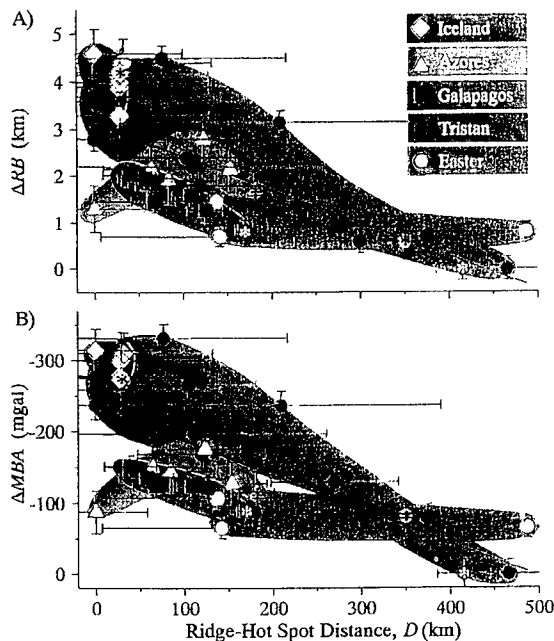 A)
Iceland
Azores
Galapagos
Tristan
Easter
5
4
3
2
1
0
ΔRB (km)
B)
-300
-200
-100
0
ΔMBA (mgal)
0 100 200 300 400 500
Ridge-Hot Spot Distance, D (km)